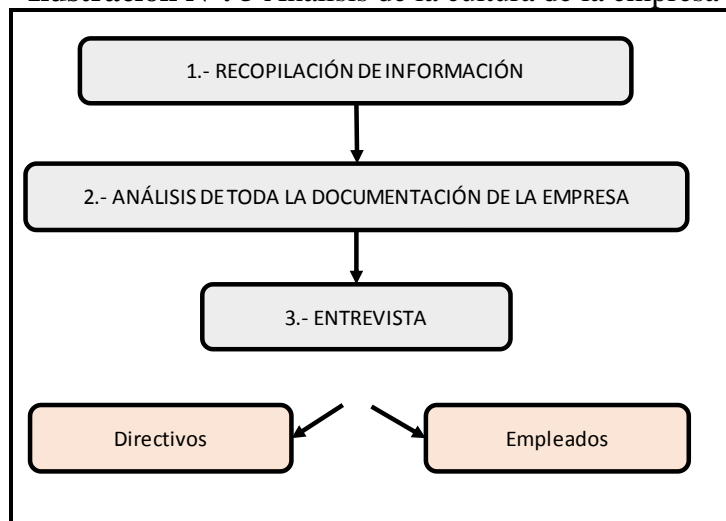 Ilustración Análisis de la cultura de la empresa
1.- RECOPILACIÓN DE INFORMACIÓN
2.- ANÁLISIS DE TODA LA DOCUMENTACIÓN DE LA EMPRESA
3.- ENTREVISTA
Directivos
Empleados